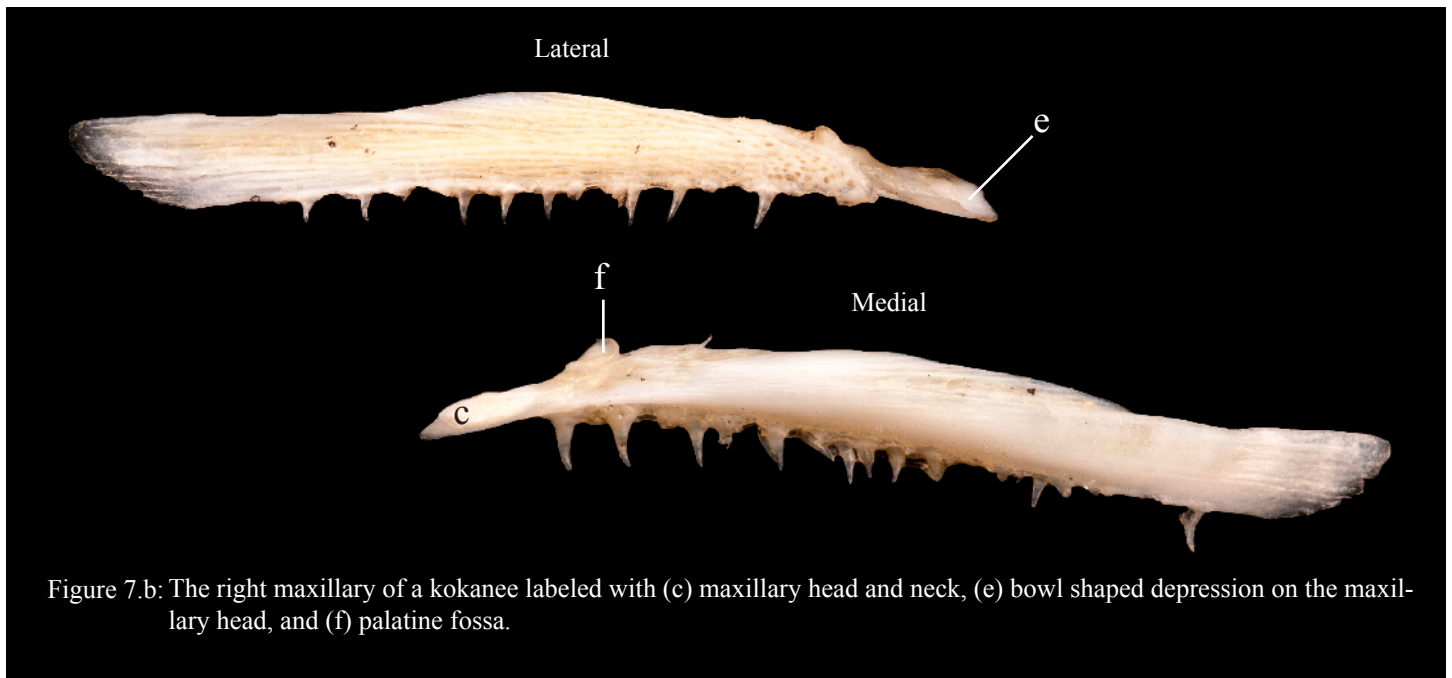 Lateral
e
f
Medial
c
Figure 7.b: The right maxillary of a kokanee labeled with (c) maxillary head and neck, (e) bowl shaped depression on the maxil-
lary head, and (f) palatine fossa.